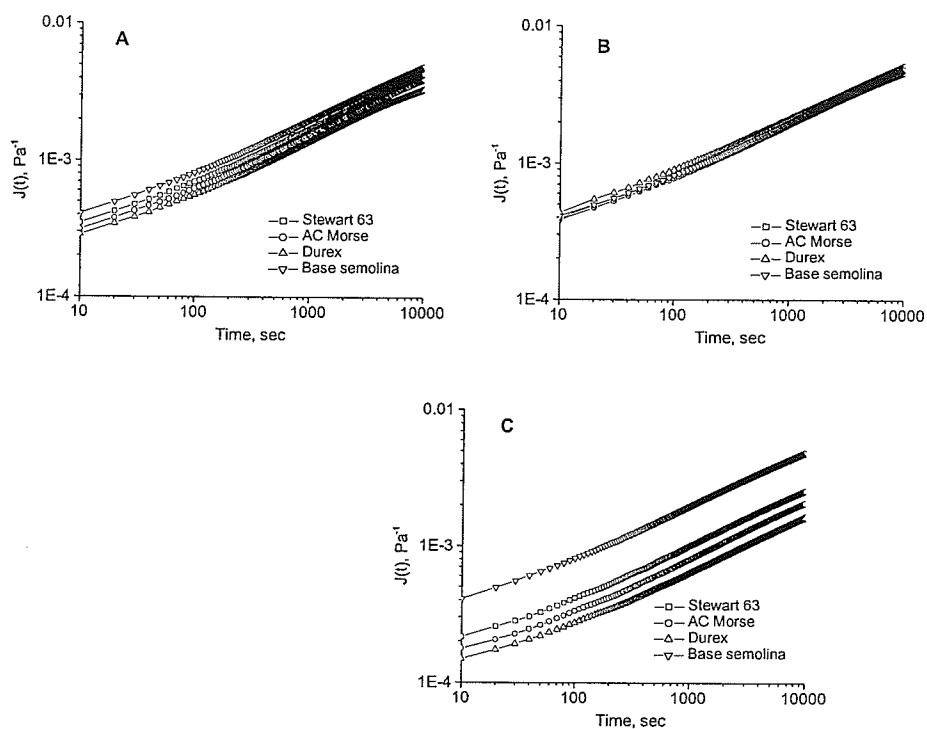 0.01
A
J(t), Pa-1
1E-3
Stewart 63
AC Morse
Durex
Base semolina
1E-4
10 100 1000 10000
Time, sec
0.01
B
J(t), Pa-1
1E-3
Stewart 63
AC Morse
Durex
Base semolina
1E-4
10 100 1000 10000
Time, sec
0.01
C
J(t), Pa-1
1E-3
Stewart 63
AC Morse
Durex
Base semolina
1E-4
10 100 1000 10000
Time, sec